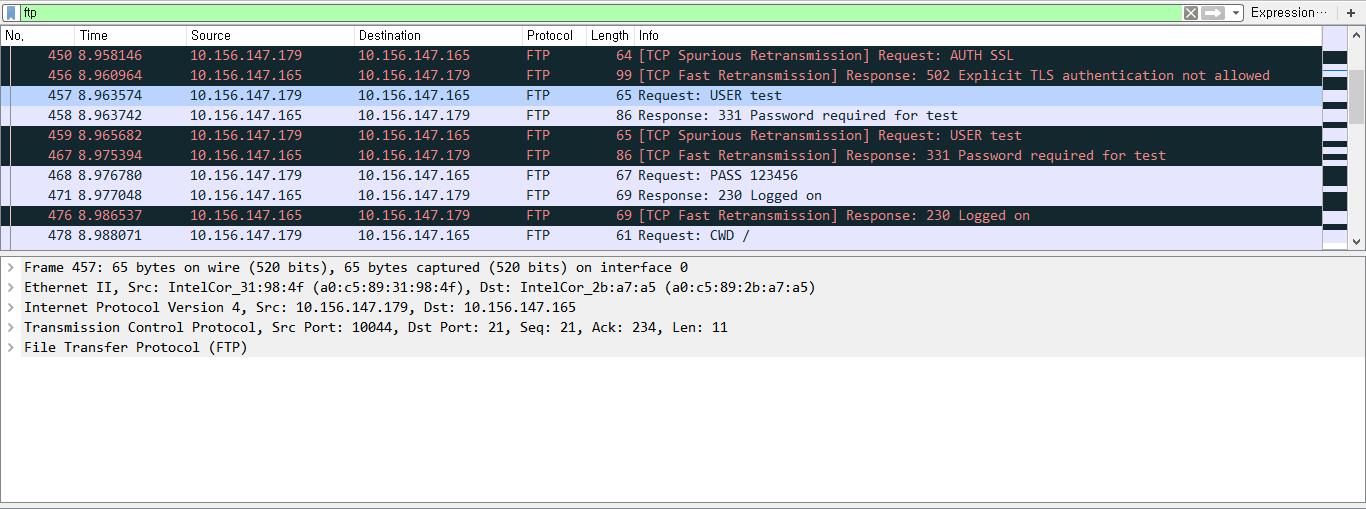 ftp Expression… +
No. Time Source Destination Protocol Length Info
450 8.958146 10.156.147.179 10.156.147.165 FTP 64 [TCP Spurious Retransmission] Request: AUTH SSL
456 8.960964 10.156.147.165 10.156.147.179 FTP 99 [TCP Fast Retransmission] Response: 502 Explicit TLS authentication not allowed
457 8.963574 10.156.147.179 10.156.147.165 FTP 65 Request: USER test
458 8.963742 10.156.147.165 10.156.147.179 FTP 86 Response: 331 Password required for test
459 8.965682 10.156.147.179 10.156.147.165 FTP 65 [TCP Spurious Retransmission] Request: USER test
467 8.975394 10.156.147.165 10.156.147.179 FTP 86 [TCP Fast Retransmission] Response: 331 Password required for test
468 8.976780 10.156.147.179 10.156.147.165 FTP 67 Request: PASS 123456
471 8.977048 10.156.147.165 10.156.147.179 FTP 69 Response: 230 Logged on
476 8.986537 10.156.147.165 10.156.147.179 FTP 69 [TCP Fast Retransmission] Response: 230 Logged on
478 8.988071 10.156.147.179 10.156.147.165 FTP 61 Request: CWD /
Frame 457: 65 bytes on wire (520 bits), 65 bytes captured (520 bits) on interface 0
Ethernet II, Src: IntelCor_31:98:4f (a0:c5:89:31:98:4f), Dst: IntelCor_2b:a7:a5 (a0:c5:89:2b:a7:a5)
Internet Protocol Version 4, Src: 10.156.147.179, Dst: 10.156.147.165
Transmission Control Protocol, Src Port: 10044, Dst Port: 21, Seq: 21, Ack: 234, Len: 11
File Transfer Protocol (FTP)